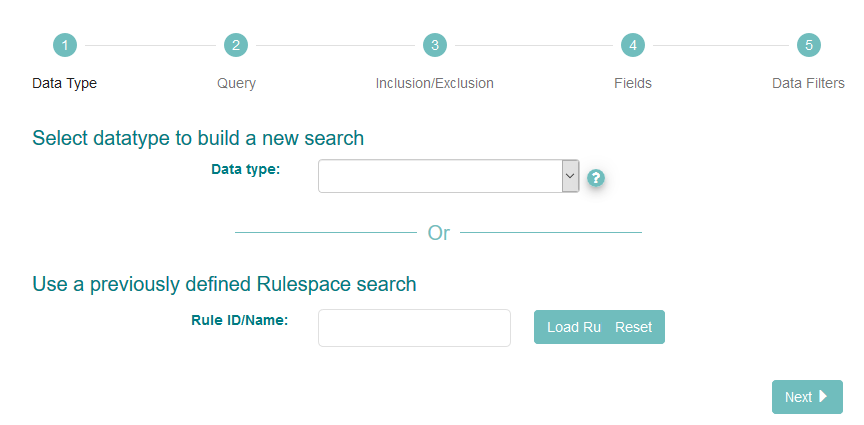 1 2 3 4 5
Data Type Query Inclusion/Exclusion Fields Data Filters
Select datatype to build a new search
Data type: ?
Or
Use a previously defined Rulespace search
Rule ID/Name: Load Ru Reset
Next